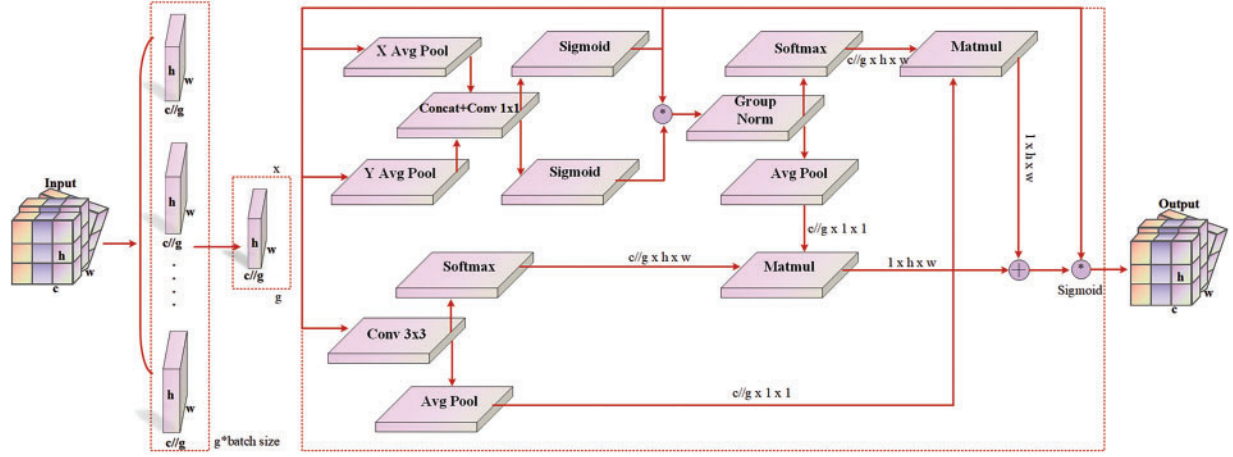 Input
h
w
c
h
w
c//g
h
w
c//g
h
w
c//g
g*batch size
x
h
w
c//g
g
X Avg Pool
Y Avg Pool
Concat+Conv 1x1
Sigmoid
Sigmoid
*
Group
Norm
Softmax
c//g x h x w
Matmul
Avg Pool
c//g x 1 x 1
1 x h x w
Conv 3x3
Softmax
c//g x h x w
Matmul
1 x h x w
Avg Pool
c//g x 1 x 1
+
*
Sigmoid
Output
h
w
c